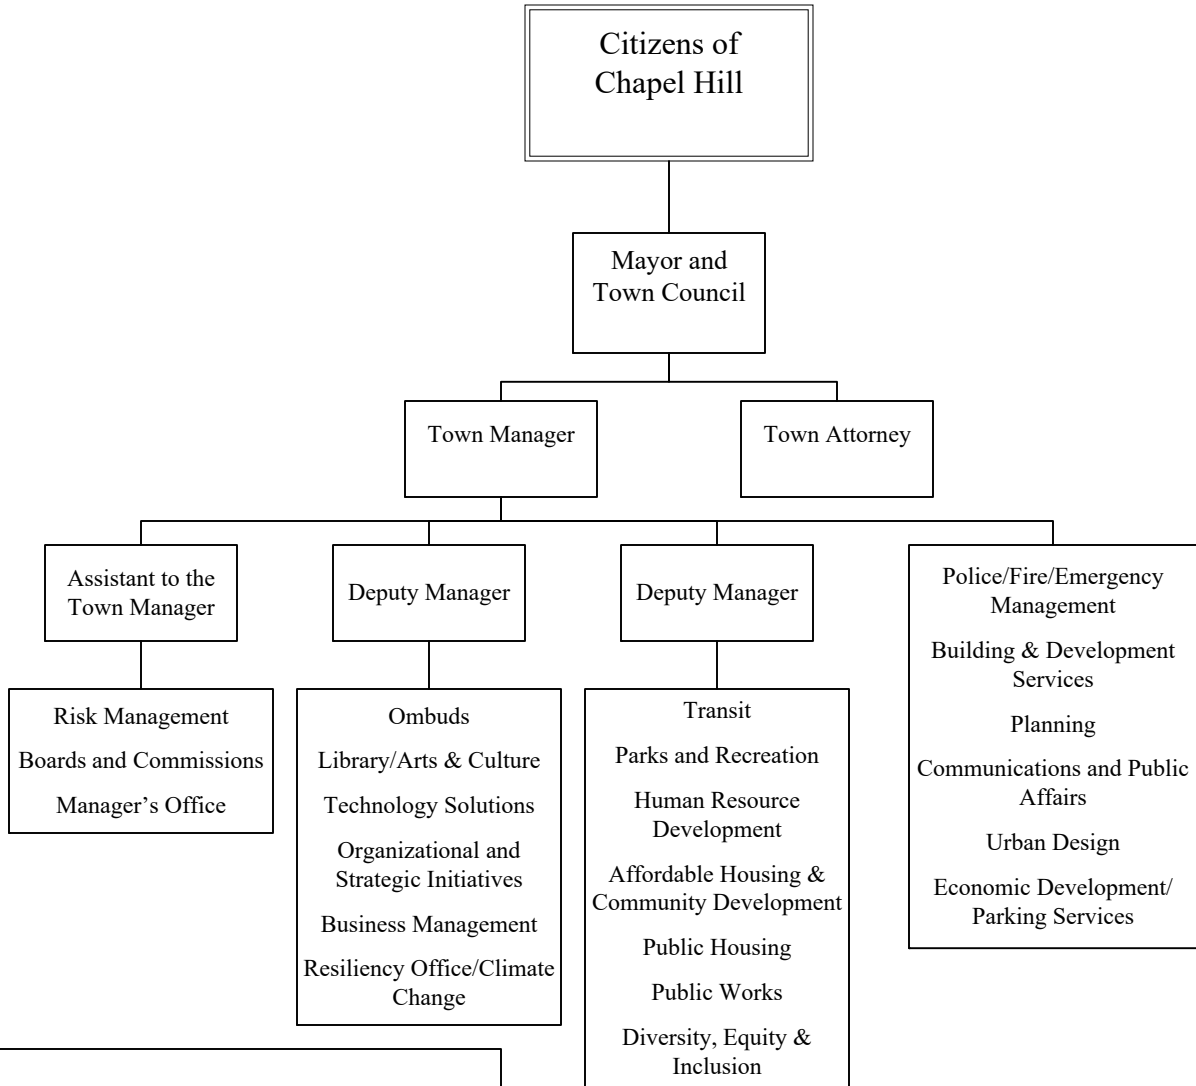 Citizens of
Chapel Hill
Mayor and
Town Council
Town Manager
Town Attorney
Assistant to the
Town Manager
Deputy Manager
Deputy Manager
Police/Fire/Emergency
Management
Building & Development
Services
Planning
Communications and Public
Affairs
Urban Design
Economic Development/
Parking Services
Risk Management
Boards and Commissions
Manager’s Office
Ombuds
Library/Arts & Culture
Technology Solutions
Organizational and
Strategic Initiatives
Business Management
Resiliency Office/Climate
Change
Transit
Parks and Recreation
Human Resource
Development
Affordable Housing &
Community Development
Public Housing
Public Works
Diversity, Equity &
Inclusion